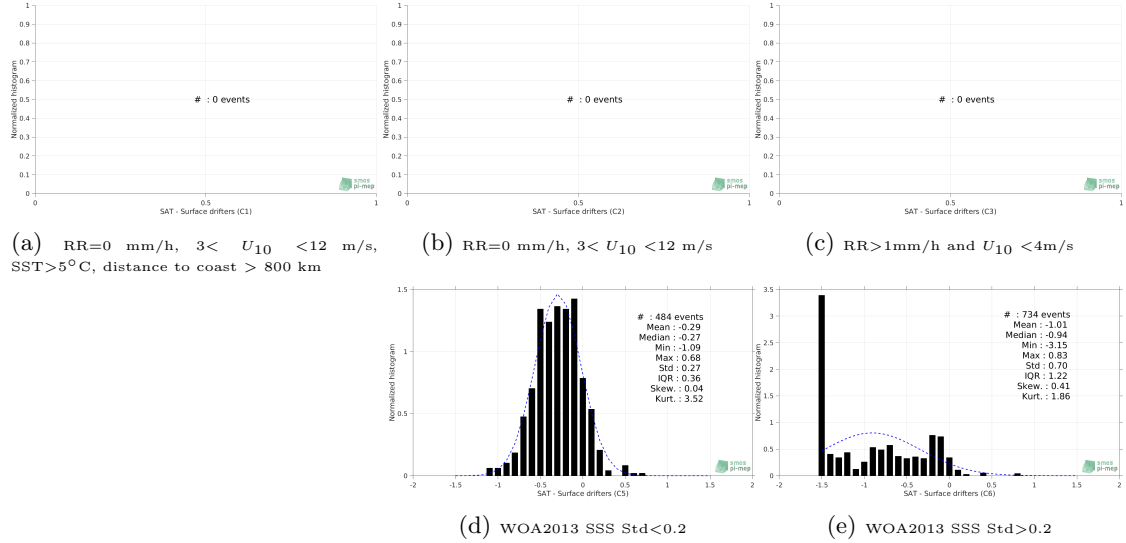 1
0.9
0.8
0.7
0.6
0.5
0.4
0.3
0.2
0.1
0
Normalized histogram
# : 0 events
smos
pi-mep
0 0.5 1
SAT - Surface drifters (C1)
1
0.9
0.8
0.7
0.6
0.5
0.4
0.3
0.2
0.1
0
Normalized histogram
# : 0 events
smos
pi-mep
0 0.5 1
SAT - Surface drifters (C2)
1
0.9
0.8
0.7
0.6
0.5
0.4
0.3
0.2
0.1
0
Normalized histogram
# : 0 events
smos
pi-mep
0 0.5 1
SAT - Surface drifters (C3)
(a) RR=0 mm/h, 3< U10 <12 m/s,
SST>5°C, distance to coast > 800 km
(b) RR=0 mm/h, 3< U10 <12 m/s
(c) RR>1mm/h and U10 <4m/s
1.5
1
0.5
0
Normalized histogram
# : 484 events
Mean : -0.29
Median : -0.27
Min : -1.09
Max : 0.68
Std : 0.27
IQR : 0.36
Skew. : 0.04
Kurt. : 3.52
smos
pi-mep
-2 -1.5 -1 -0.5 0 0.5 1 1.5 2
SAT - Surface drifters (C5)
3.5
3
2.5
2
1.5
1
0.5
0
Normalized histogram
# : 734 events
Mean : -1.01
Median : -0.94
Min : -3.15
Max : 0.83
Std : 0.70
IQR : 1.22
Skew. : 0.41
Kurt. : 1.86
smos
pi-mep
-2 -1.5 -1 -0.5 0 0.5 1 1.5 2
SAT - Surface drifters (C6)
(d) WOA2013 SSS Std<0.2
(e) WOA2013 SSS Std>0.2